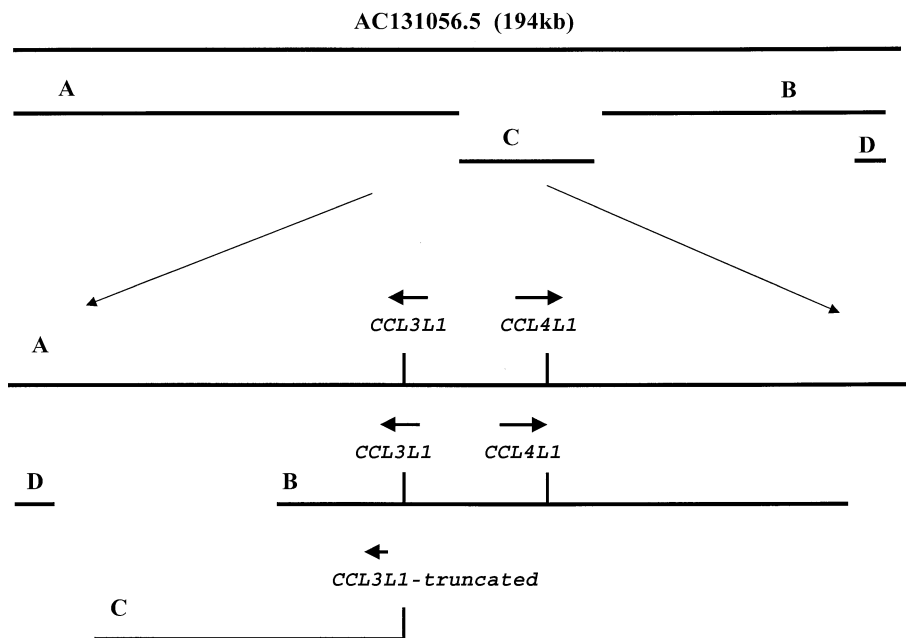 AC131056.5 (194kb)
A
B
C
D
CCL3L1 CCL4L1
A
CCL3L1 CCL4L1
D B
CCL3L1-truncated
C